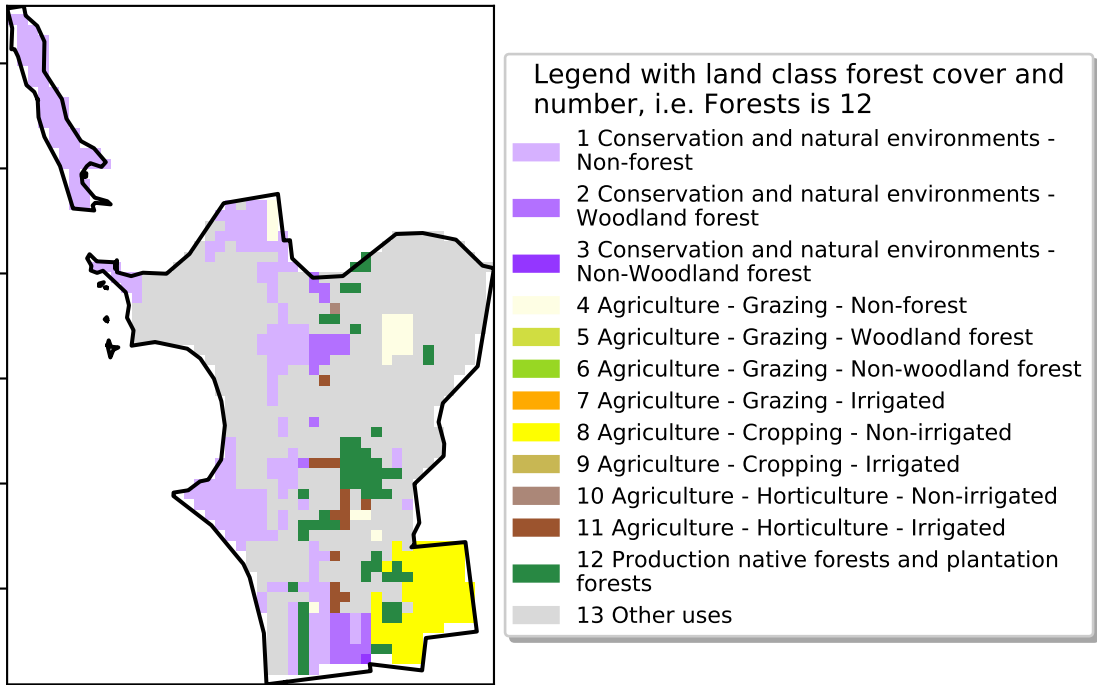 Legend with land class forest cover and
number, i.e. Forests is 12
1 Conservation and natural environments -
Non-forest
2 Conservation and natural environments -
Woodland forest
3 Conservation and natural environments -
Non-Woodland forest
4 Agriculture - Grazing - Non-forest
5 Agriculture - Grazing - Woodland forest
6 Agriculture - Grazing - Non-woodland forest
7 Agriculture - Grazing - Irrigated
8 Agriculture - Cropping - Non-irrigated
9 Agriculture - Cropping - Irrigated
10 Agriculture - Horticulture - Non-irrigated
11 Agriculture - Horticulture - Irrigated
12 Production native forests and plantation
forests
13 Other uses